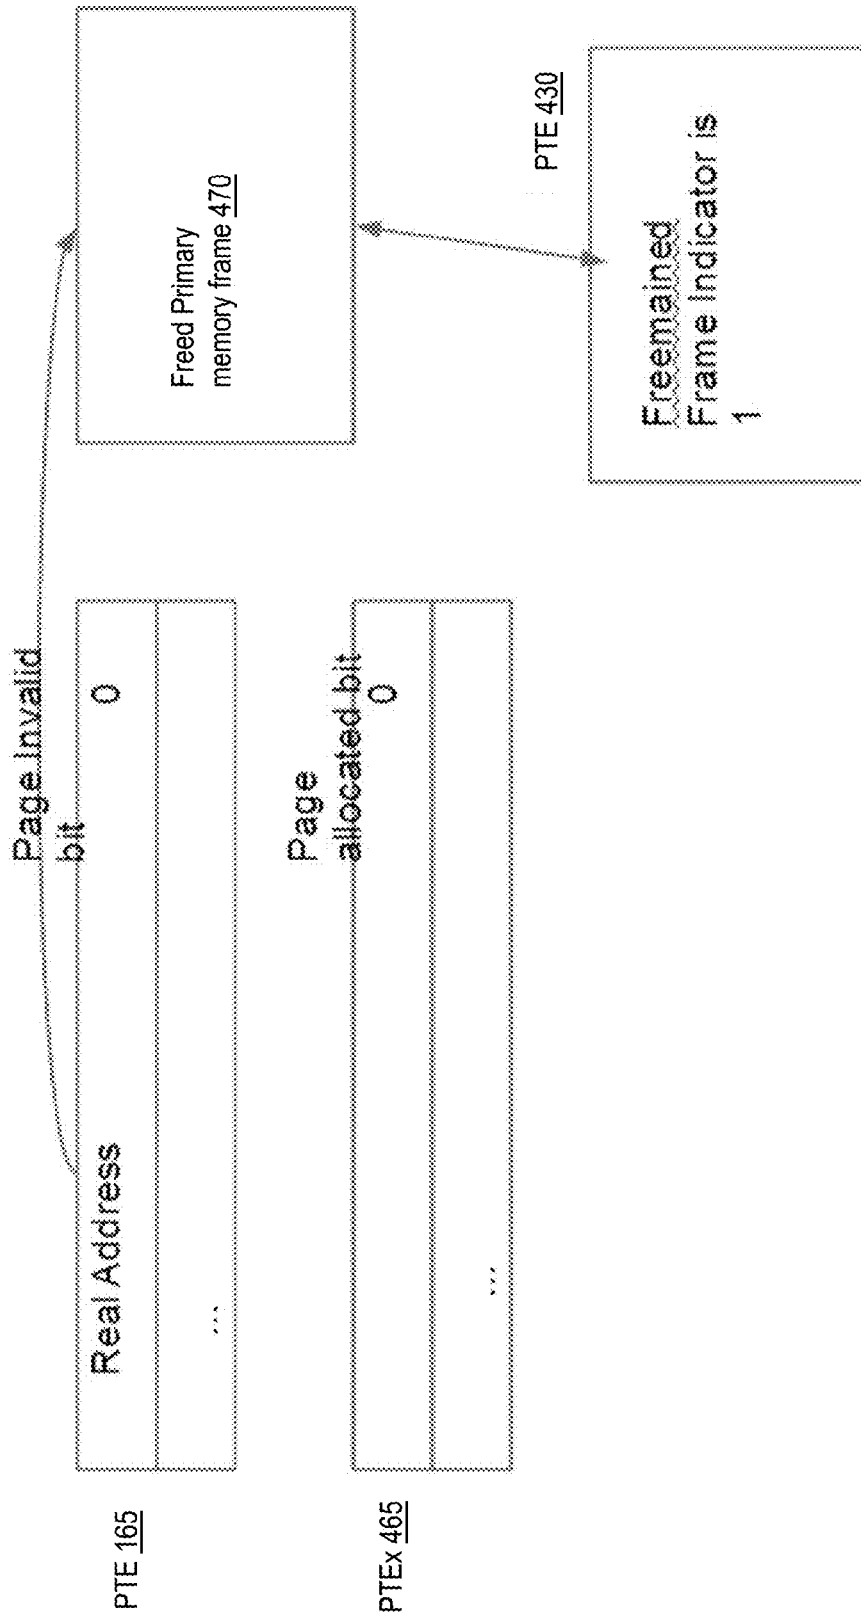 Page Invalid
bit
PTE 165
Real Address
0
...
Freed Primary
memory frame 470
Page
allocated bit
PTEx 465
0
...
PTE 430
Freemained
Frame Indicator is
1